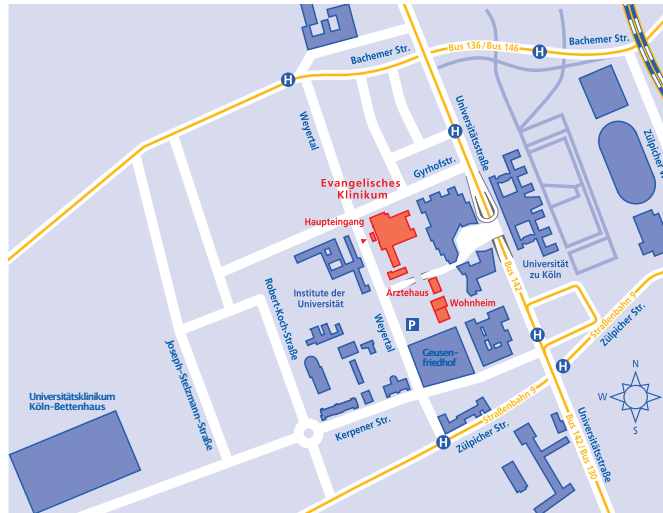 Bachemer Str.
Bus 136 / Bus 146
Bachemer Str.
H
H
H
Weyertal
Universitätsstraße
Gyrhofstr.
Evangelisches
Klinikum
Haupteingang
Institute der
Universität
Ärztehaus
Wohnheim
Universität
zu Köln
Bus 142
Weyertal
P
Geusen-
friedhof
Robert-Koch-Straße
Joseph-Stelzmann-Straße
Universitätsklinikum
Köln-Bettenhaus
Kerpener Str.
Straßenbahn 9
Zülpicher Str.
H
H
H
Straßenbahn 9
Zülpicher Str.
Universitätsstraße
Bus 142 / Bus 130
N
W
O
S